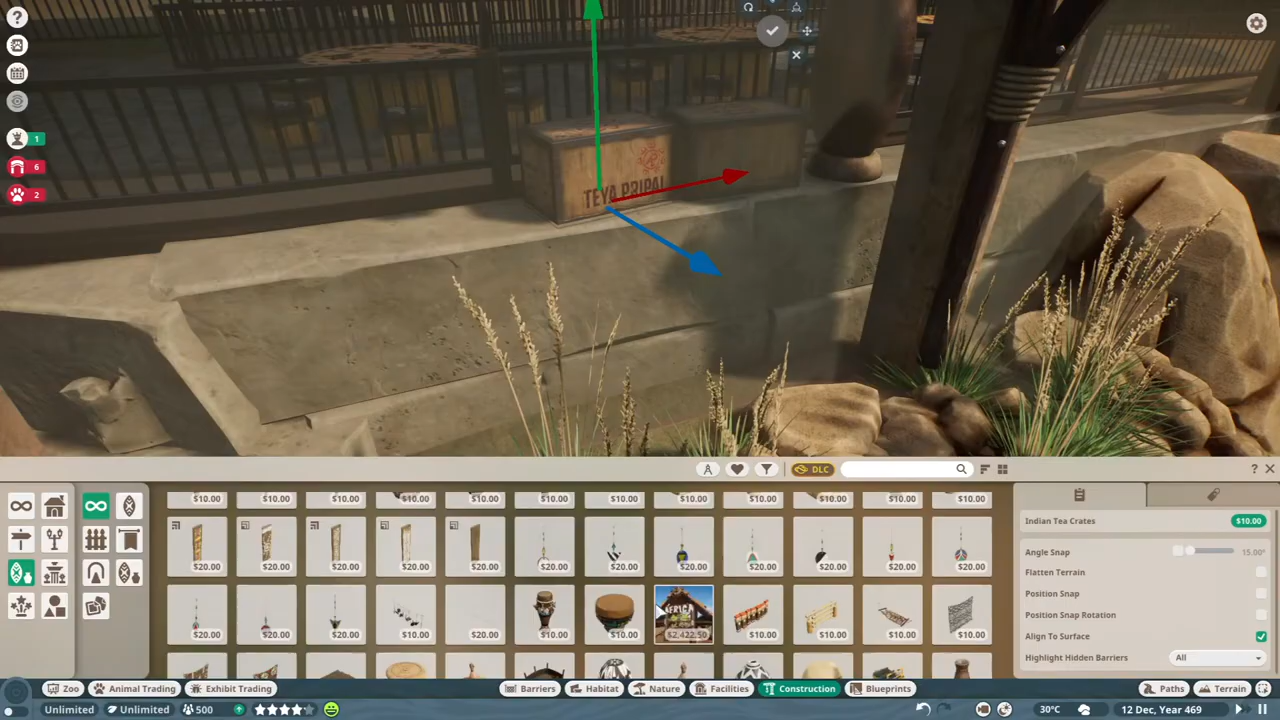 ?
1
6
2
TEYA PRIPAL
DLC
?
$10.00 $10.00 $10.00 $10.00 $10.00 $10.00 $10.00 $10.00 $10.00 $10.00 $10.00 $10.00
Indian Tea Crates
$10.00
Angle Snap
15.00°
$20.00 $20.00 $20.00 $20.00 $20.00 $20.00 $20.00 $20.00 $20.00 $20.00 $20.00 $20.00
Flatten Terrain
Position Snap
Position Snap Rotation
AFRICA
$20.00 $20.00 $20.00 $10.00 $20.00 $10.00 $10.00 $2,422.50 $10.00 $10.00 $10.00 $10.00
Align To Surface
Highlight Hidden Barriers
All
Zoo
Animal Trading
Exhibit Trading
Barriers
Habitat
Nature
Facilities
Construction
Blueprints
Paths
Terrain
Unlimited
Unlimited
500
30°C
12 Dec, Year 469